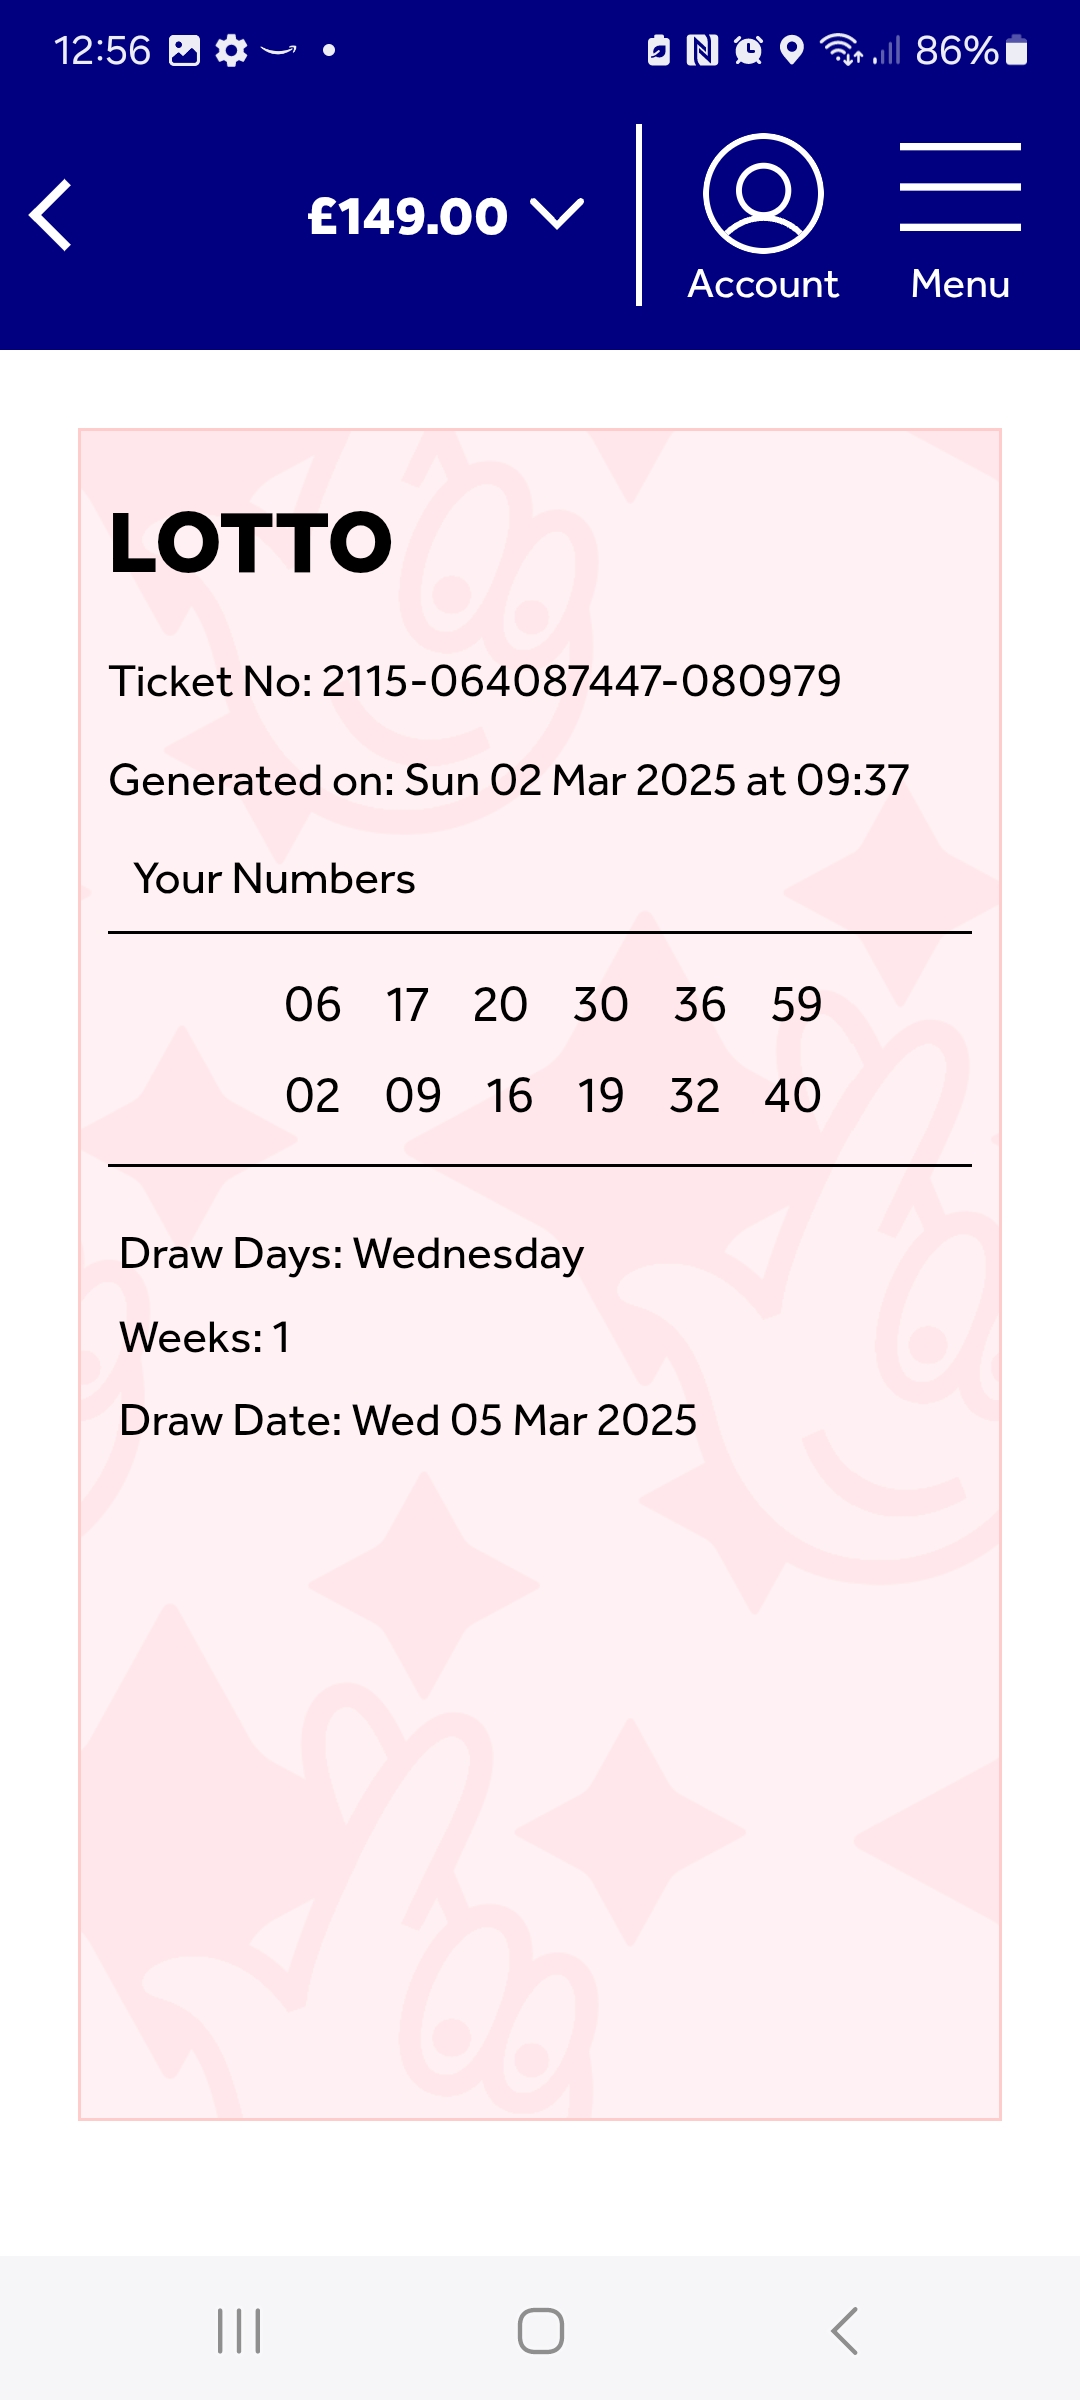 12:56
86%
£149.00
Account Menu
LOTTO
Ticket No: 2115-064087447-080979
Generated on: Sun 02 Mar 2025 at 09:37
Your Numbers
06 17 20 30 36 59
02 09 16 19 32 40
Draw Days: Wednesday
Weeks: 1
Draw Date: Wed 05 Mar 2025